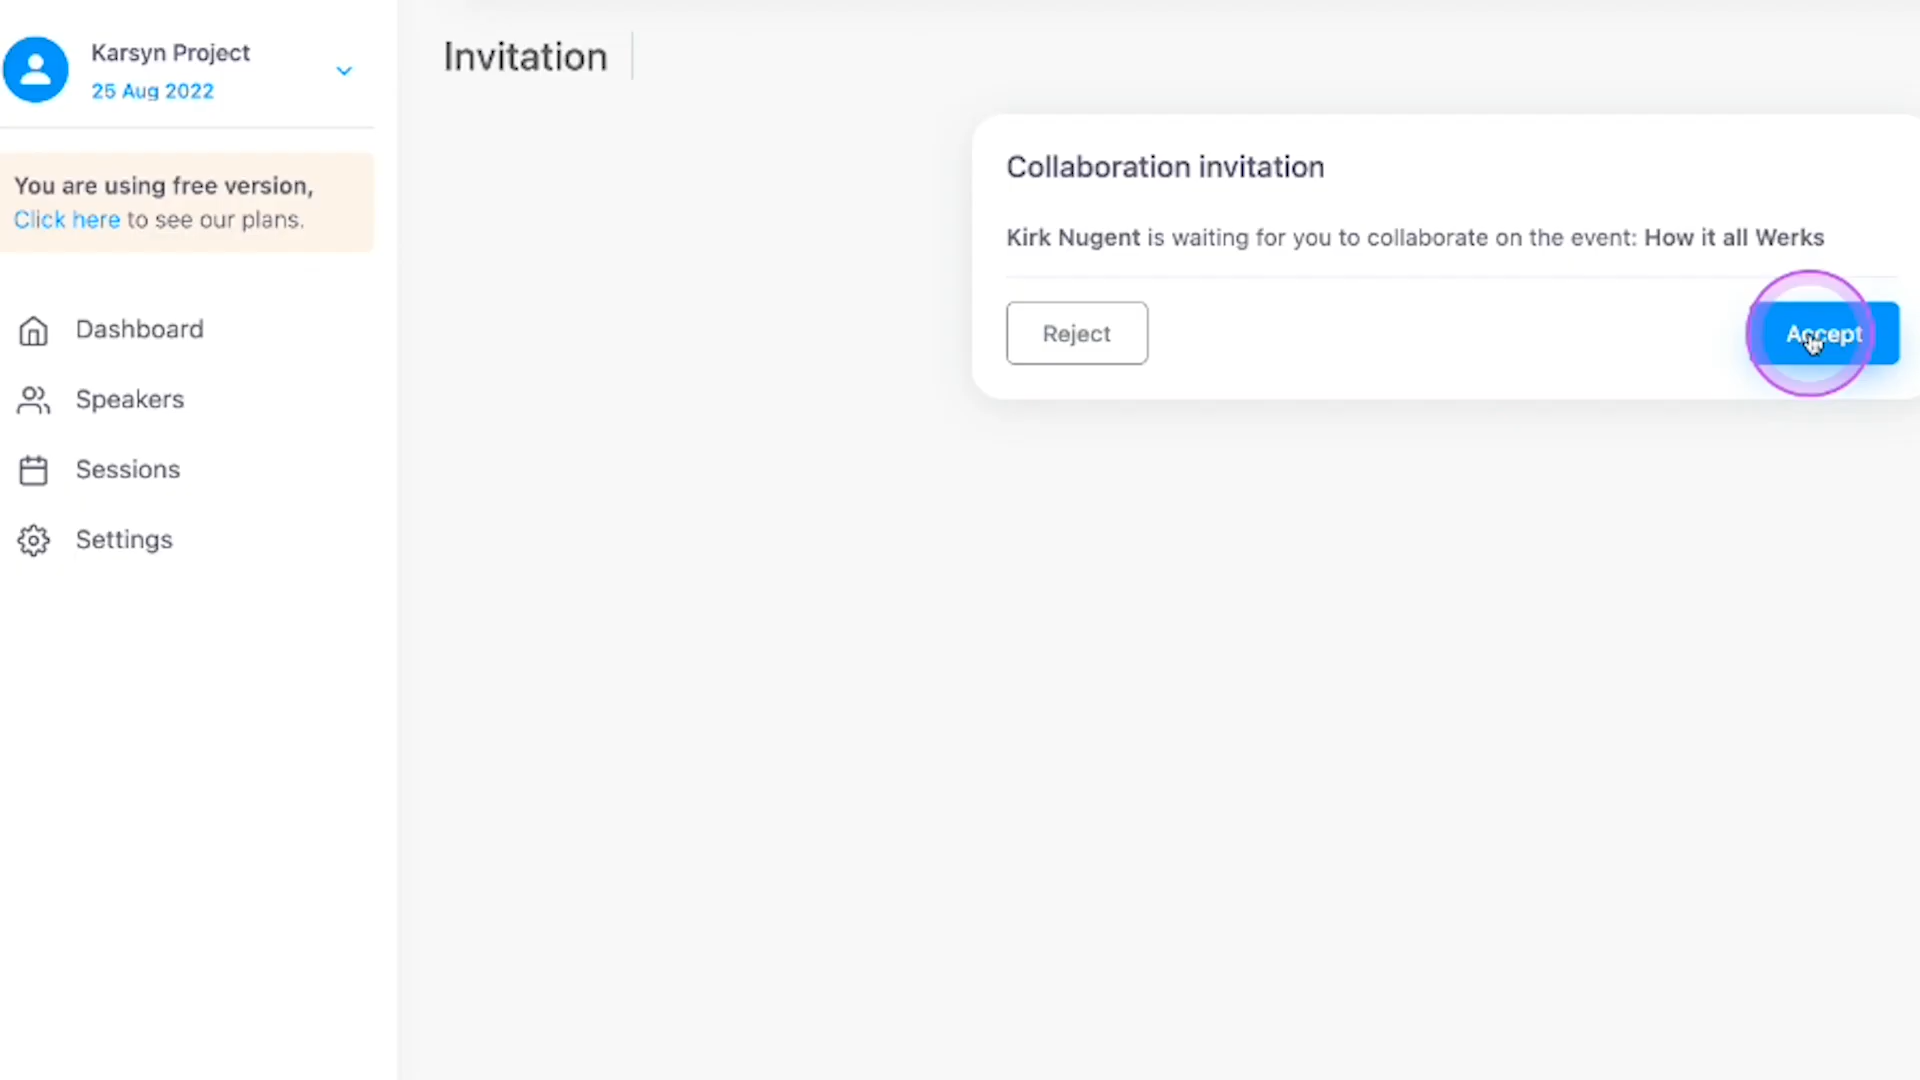 Karsyn Project
25 Aug 2022
You are using free version,
Click here to see our plans.
Dashboard
Speakers
Sessions
Settings
Invitation
Collaboration invitation
Kirk Nugent is waiting for you to collaborate on the event: How it all Werks
Reject
Accept